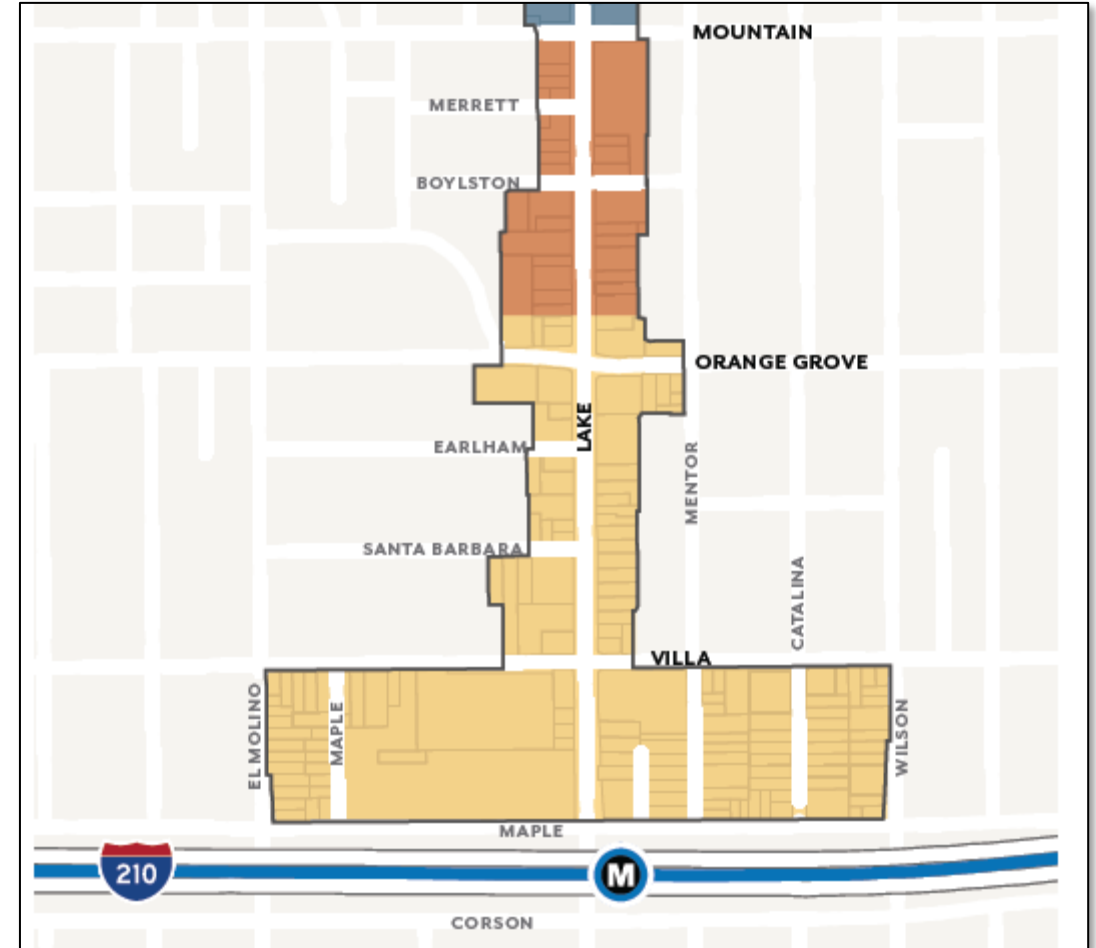 MOUNTAIN
MERRETT
BOYLSTON
ORANGE GROVE
LAKE
EARLHAM
MENTOR
SANTA BARBARA
CATALINA
VILLA
EL MOLINO
MAPLE
WILSON
MAPLE
210
M
CORSON